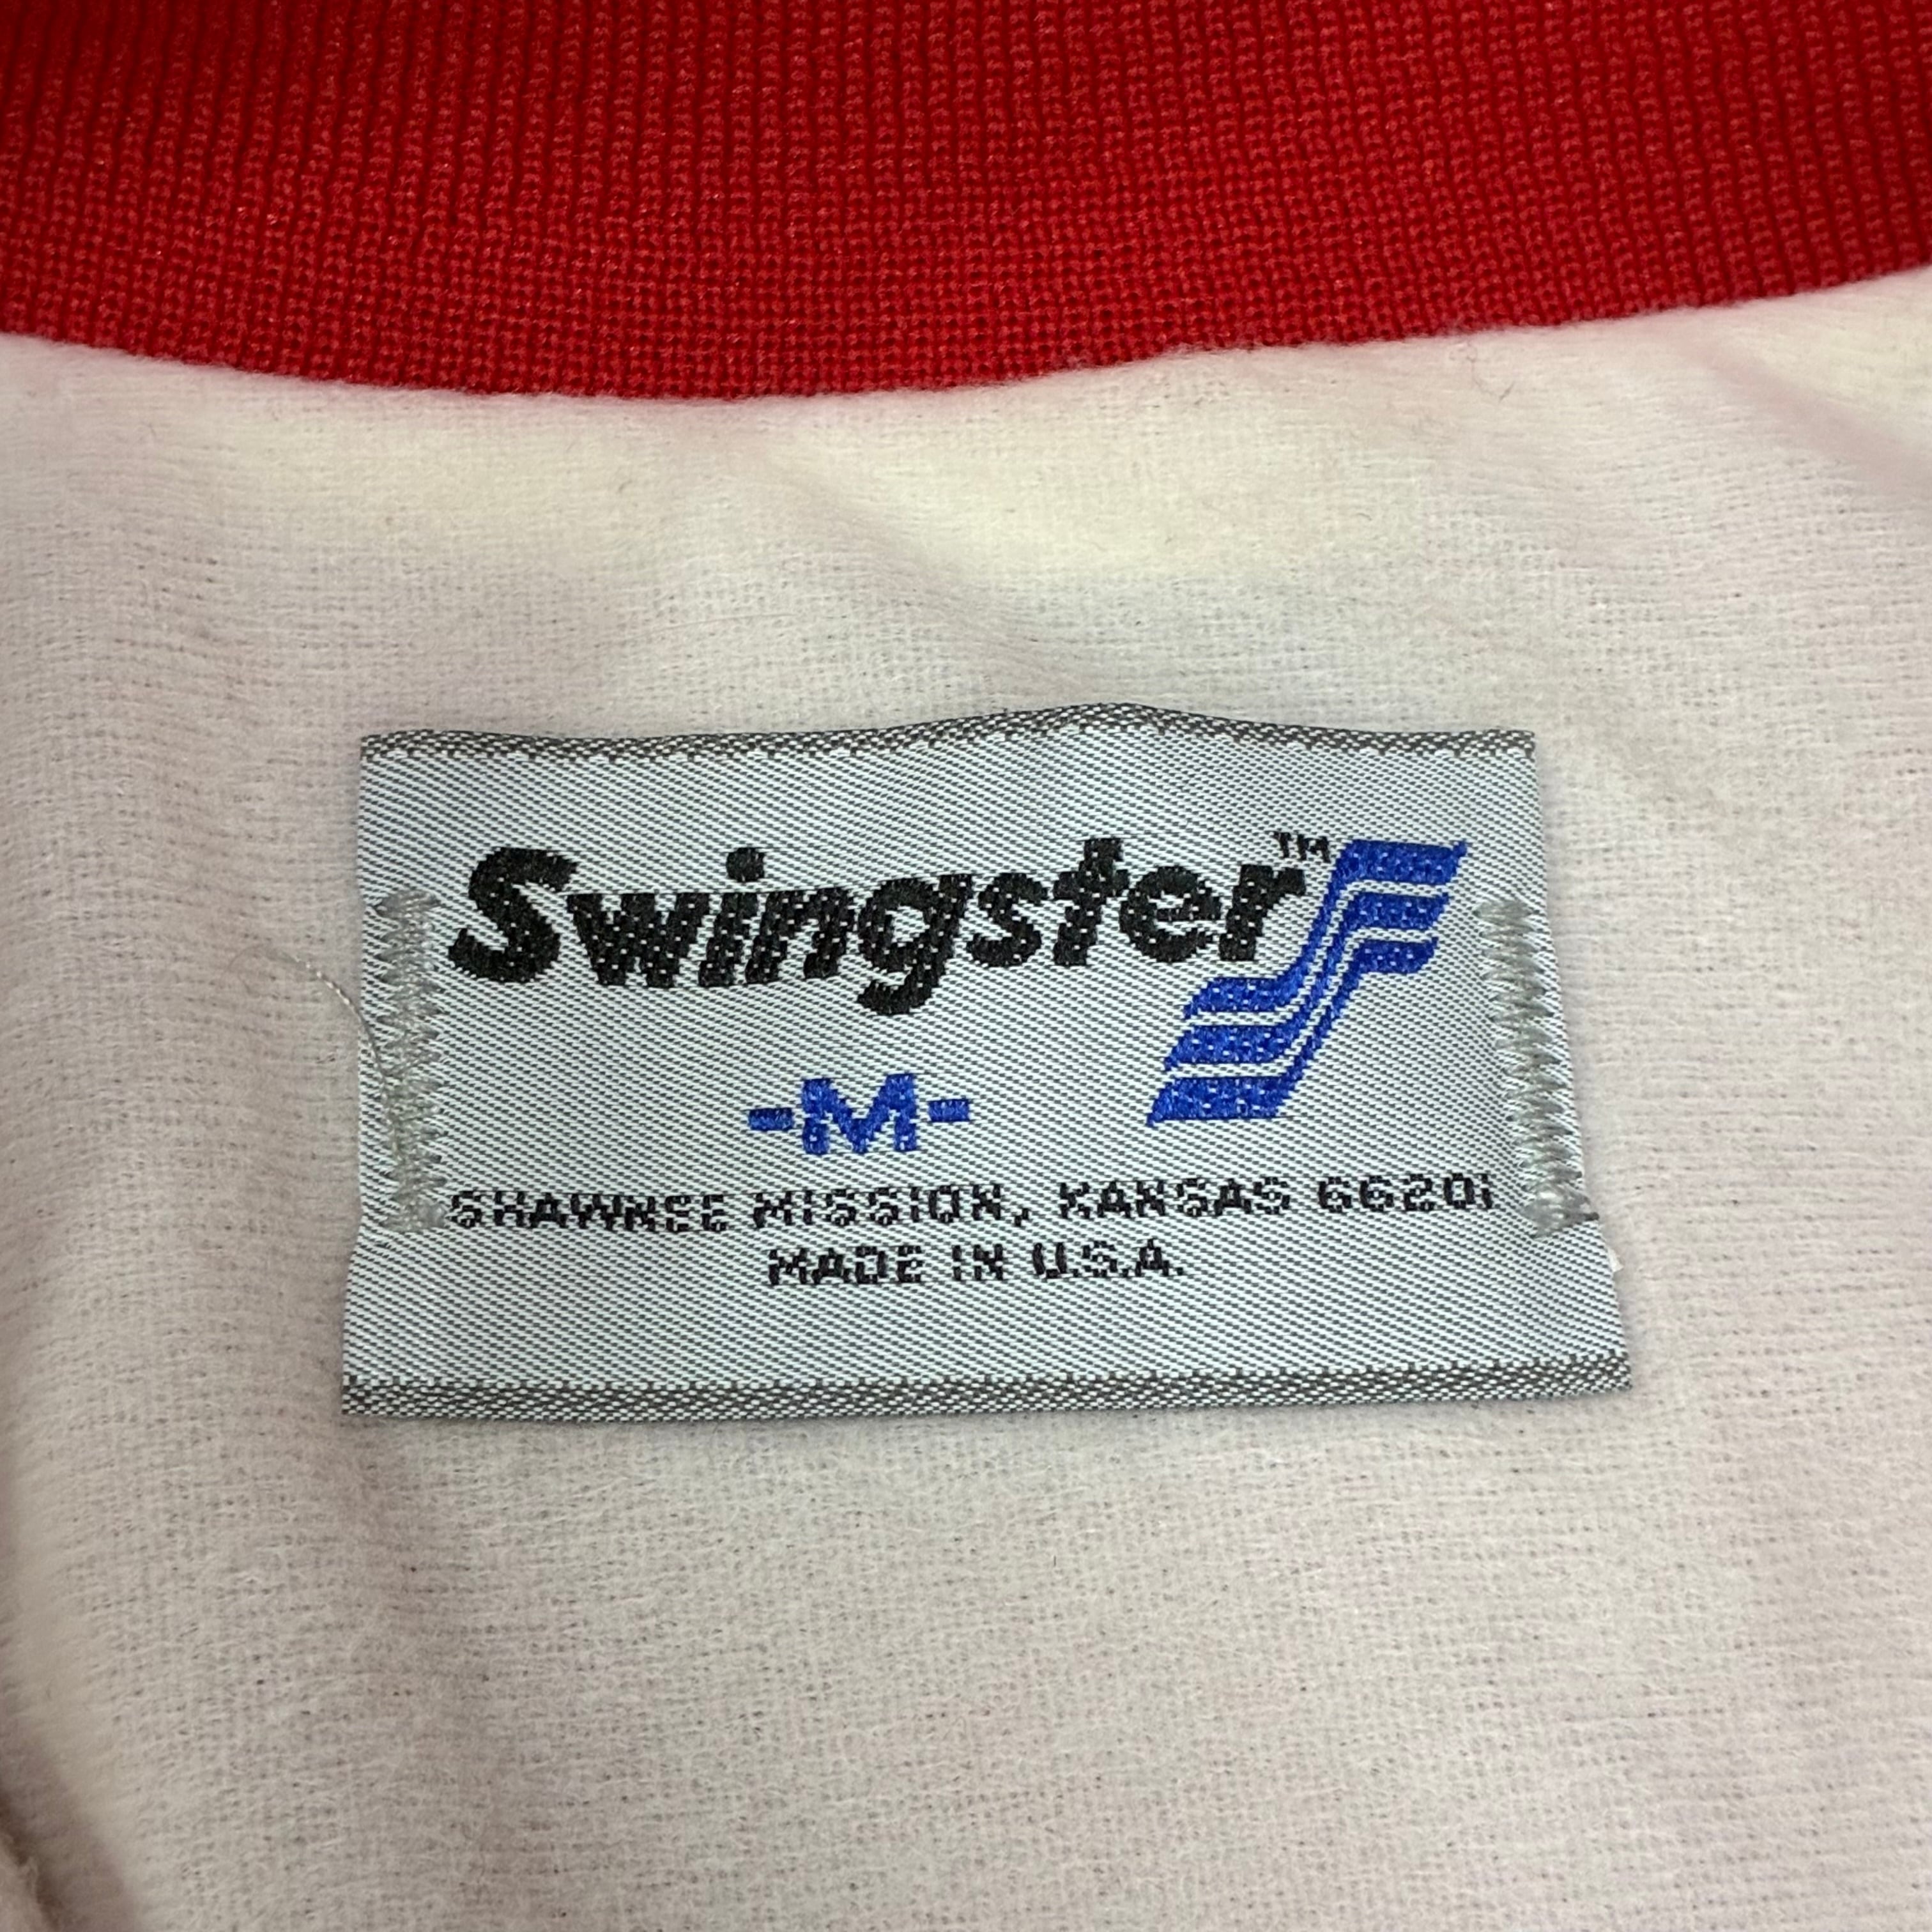 Swingster™
-M-
SHAWNEE MISSION, KANSAS 66201
MADE IN U.S.A.